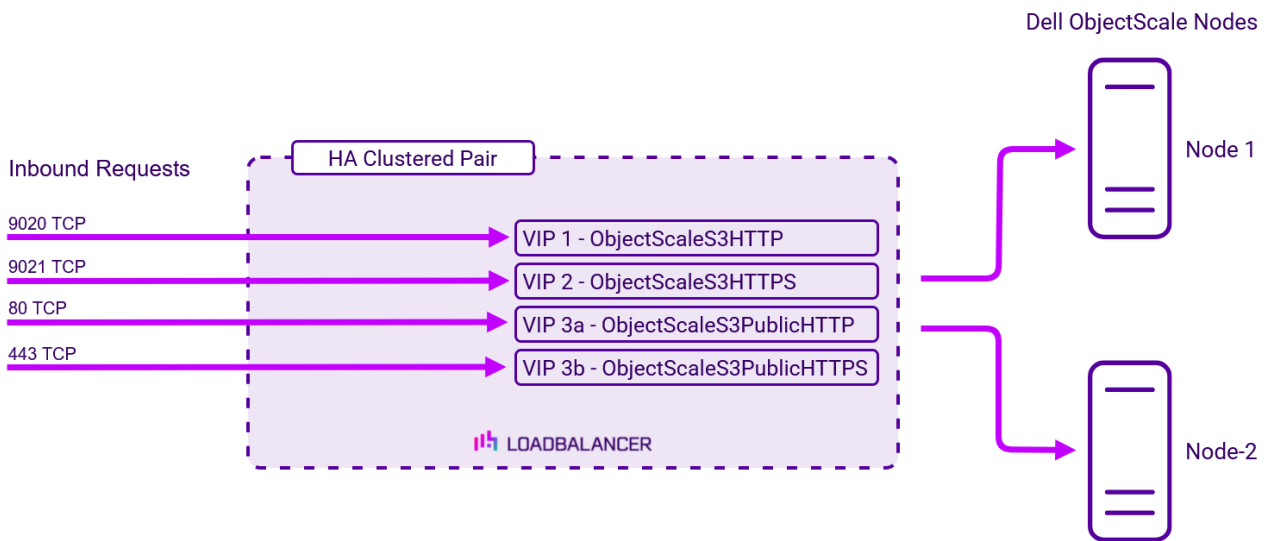 Dell ObjectScale Nodes
HA Clustered Pair
Inbound Requests
Node 1
9020 TCP
VIP 1 - ObjectScaleS3HTTP
9021 TCP
VIP 2 - ObjectScaleS3HTTPS
80 TCP
VIP 3a - ObjectScaleS3PublicHTTP
443 TCP
VIP 3b - ObjectScaleS3PublicHTTPS
LOADBALANCER
Node-2